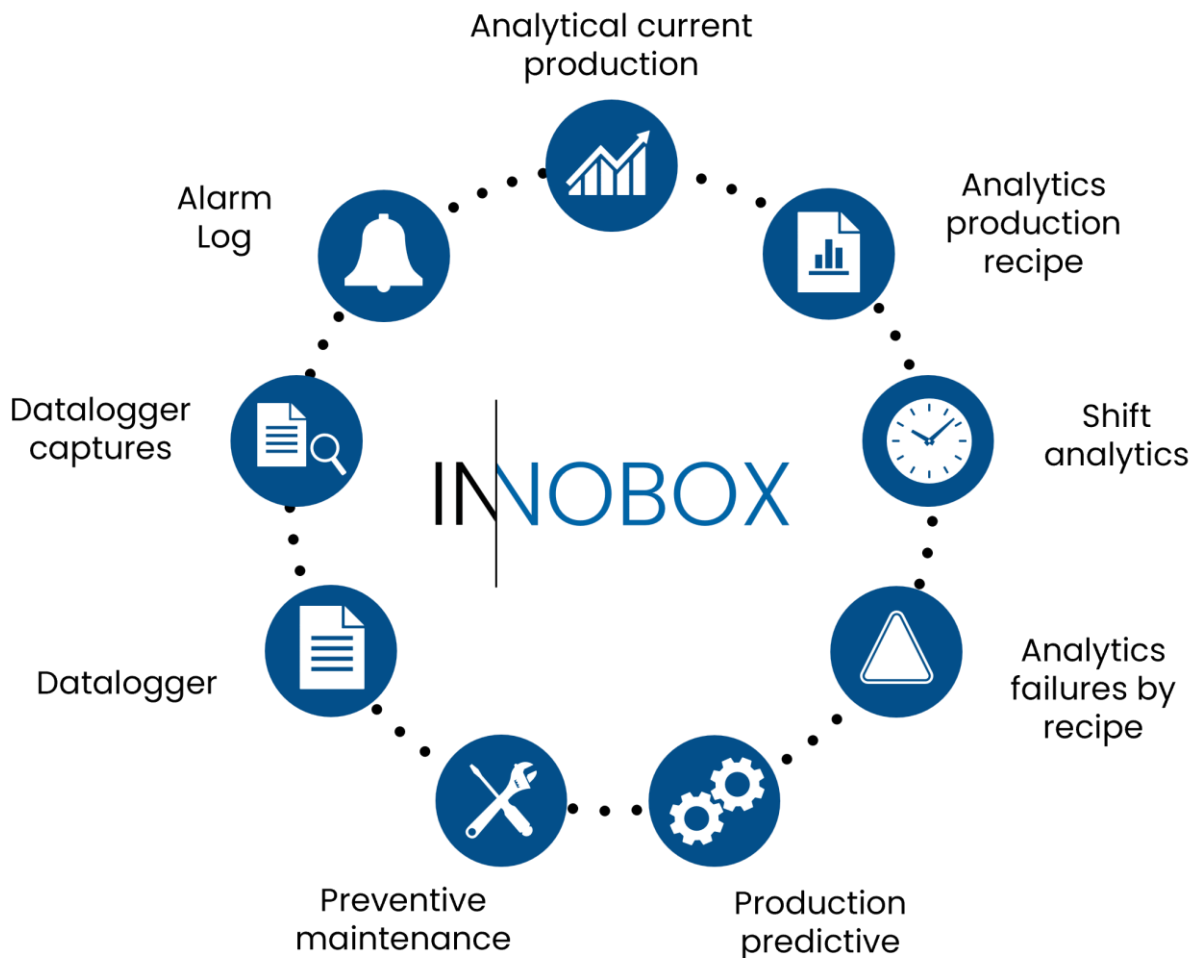 Analytical current
production
Analytics
production
recipe
Shift
analytics
Analytics
failures by
recipe
Production
predictive
Preventive
maintenance
Datalogger
Datalogger
captures
Alarm
Log
INNOBOX